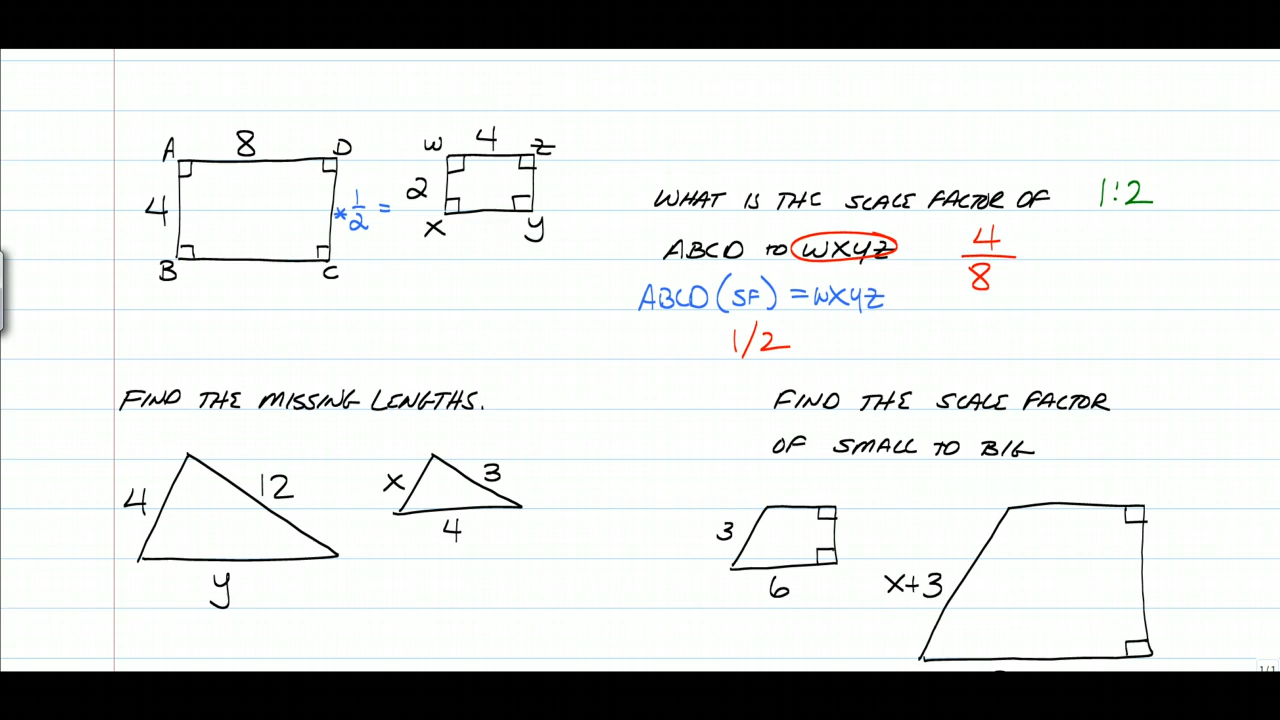 A 8 D
4
B C
* 1/2 =
W 4 Z
2
X Y
WHAT IS THE SCALE FACTOR OF 1:2
ABCD TO WXYZ 4/8
ABCD (SF) = WXYZ
1/2
FIND THE MISSING LENGTHS.
4 12
y
x 3
4
FIND THE SCALE FACTOR
OF SMALL TO BIG
3
6
x+3
1/1